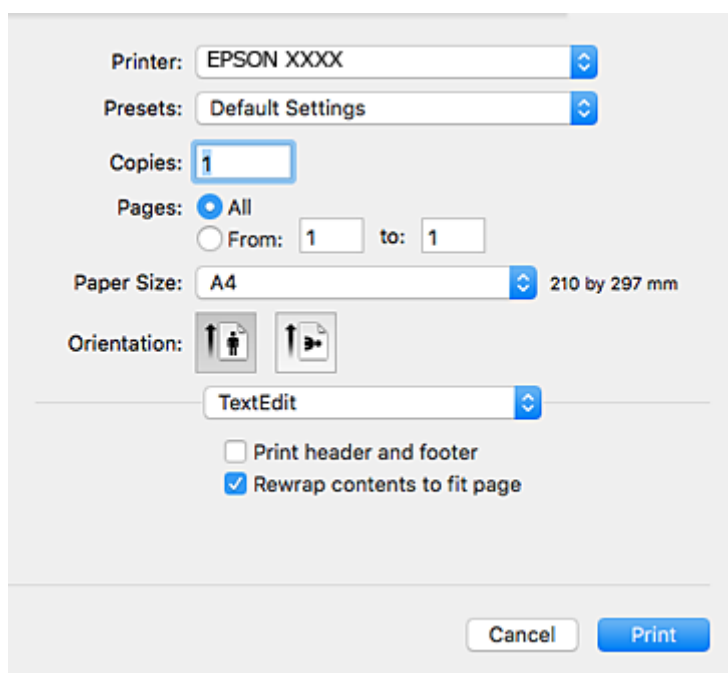 Printer: EPSON XXXX
Presets: Default Settings
Copies: 1
Pages: All
From: 1 to: 1
Paper Size: A4 210 by 297 mm
Orientation:
TextEdit
Print header and footer
Rewrap contents to fit page
Cancel Print